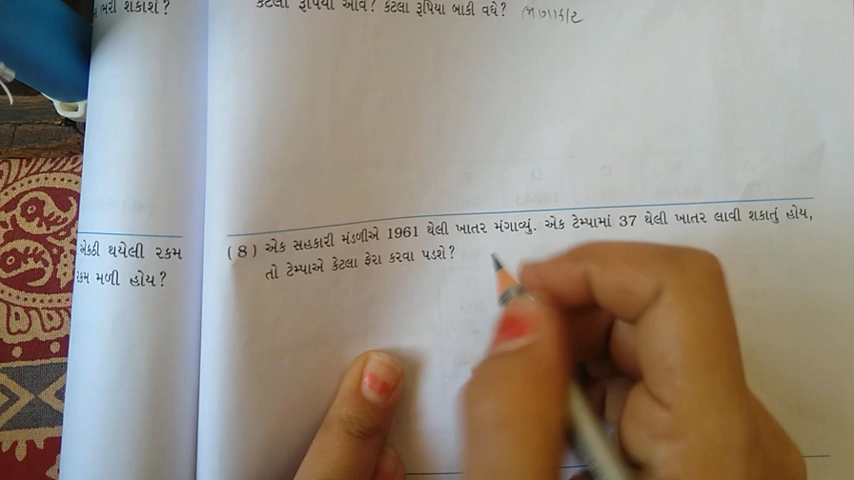 ભરી શકાશે?
કેટલા રૂપિયા આવે? કેટલા રૂપિયા બાકી વધે?
એકઠી થયેલી રકમ
રકમ મળી હોય?
(8) એક સહકારી મંડળીએ 1961 થેલી ખાતર મંગાવ્યું. એક ટેમ્પામાં 37 થેલી ખાતર લાવી શકાતું હોય,
તો ટેમ્પાએ કેટલા ફેરા કરવા પડશે?